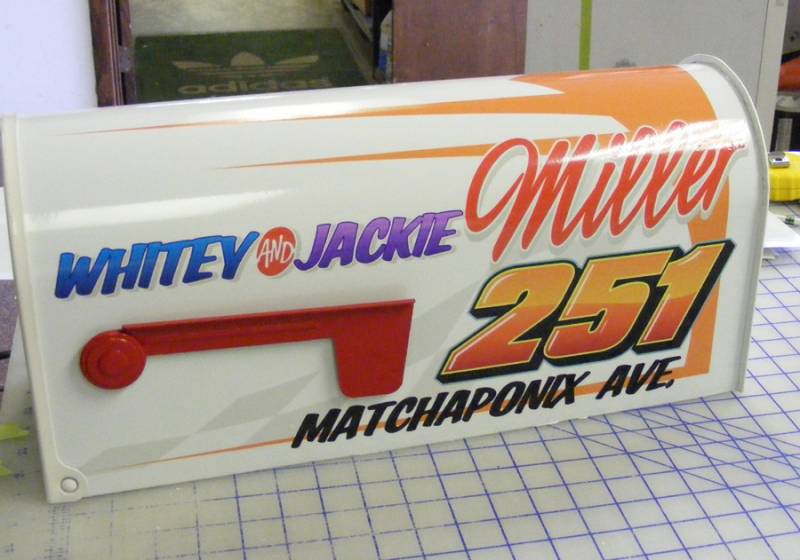 adidas
WHITEY AND JACKIE Miller
251
MATCHAPONIX AVE,